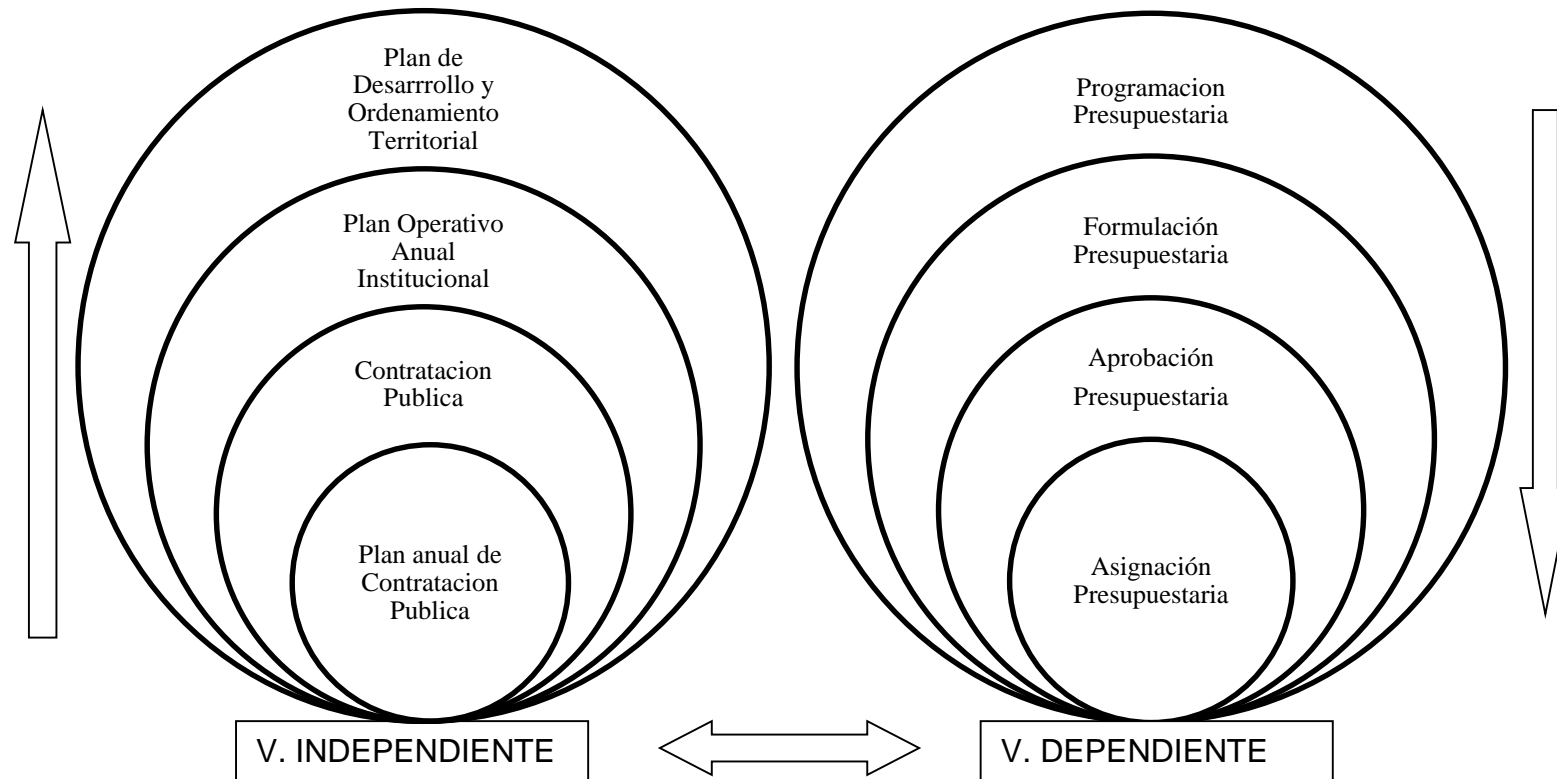 Plan de
Desarrrollo y
Ordenamiento
Territorial
Plan Operativo
Anual
Institucional
Contratacion
Publica
Plan anual de
Contratacion
Publica
V. INDEPENDIENTE
Programacion
Presupuestaria
Formulación
Presupuestaria
Aprobación
Presupuestaria
Asignación
Presupuestaria
V. DEPENDIENTE